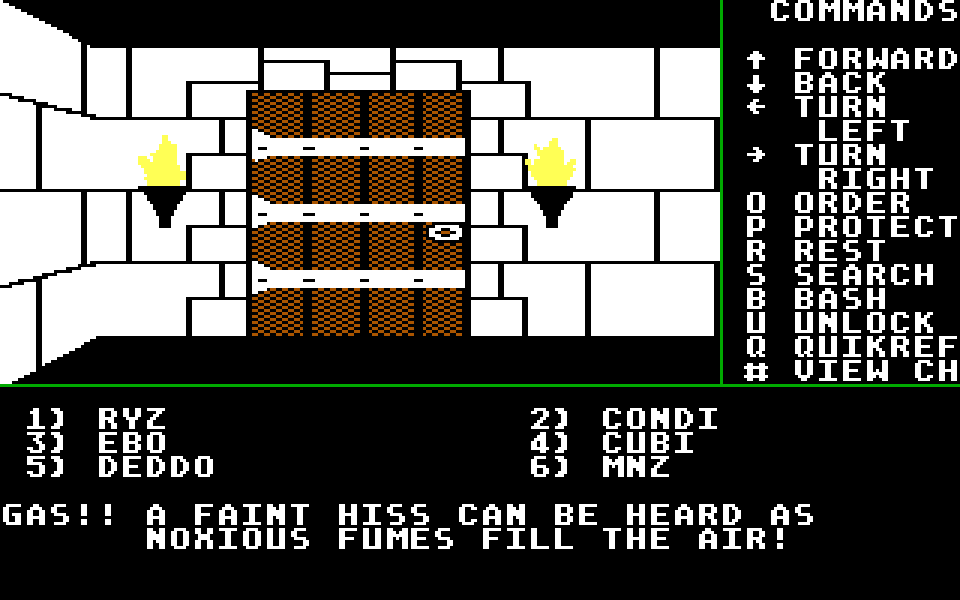 COMMANDS
↑ FORWARD
↓ BACK
← TURN
LEFT
→ TURN
RIGHT
O ORDER
P PROTECT
R REST
S SEARCH
B BASH
U UNLOCK
Q QUIKREF
# VIEW CH
1) RYZ 2) CONDI
3) EBO 4) CUBI
5) DEDDO 6) MNZ
GAS!! A FAINT HISS CAN BE HEARD AS
NOXIOUS FUMES FILL THE AIR!